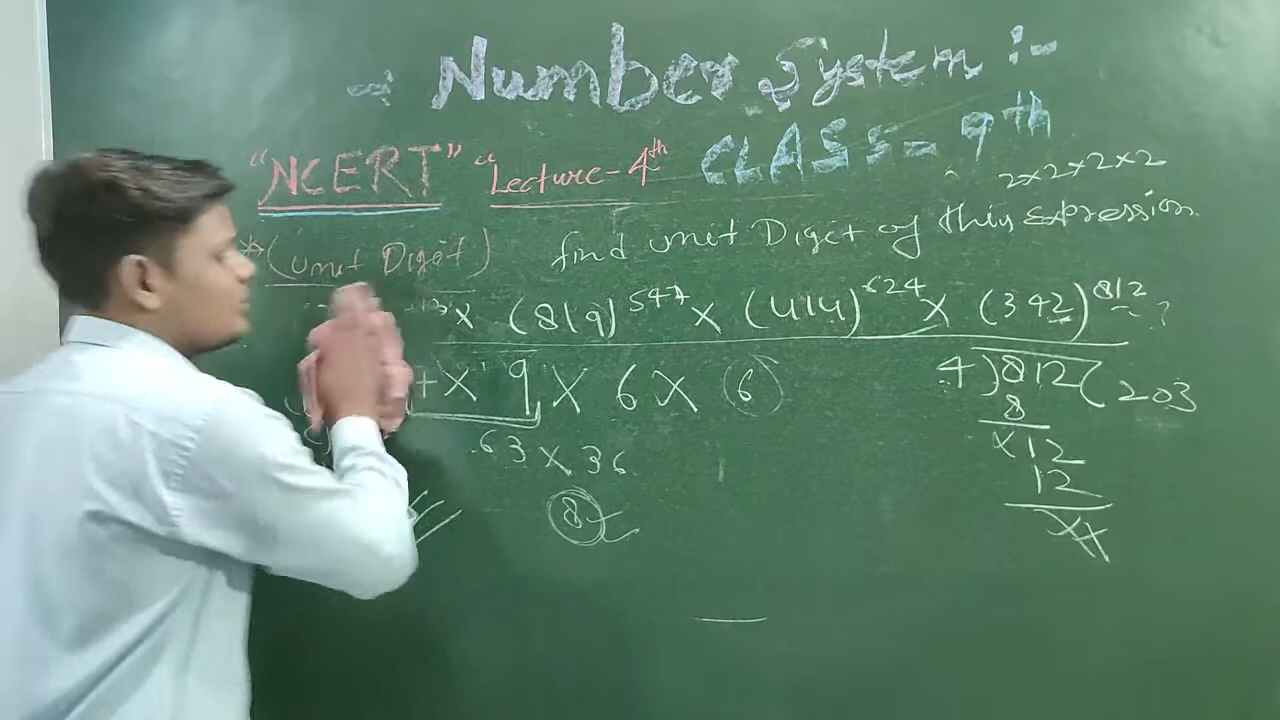 → Number System :-
"NCERT" "Lecture-4th CLASS = 9th
2×2×2×2
*(Unit Digit) find unit Digit of this Expression.
× (819)^547 × (414)^624 × (342)^812 ?
× 9 × 6 × 6
4)812(203
8
×12
12
××
63 × 36
8